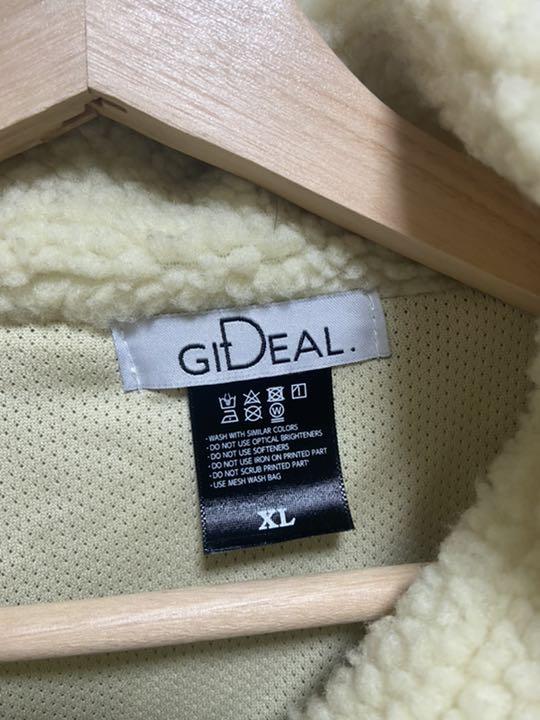 GIDEAL.
· WASH WITH SIMILAR COLORS
· DO NOT USE OPTICAL BRIGHTENERS
· DO NOT USE SOFTENERS
· DO NOT USE IRON ON PRINTED PART
· DO NOT SCRUB PRINTED PART
· USE MESH WASH BAG
XL